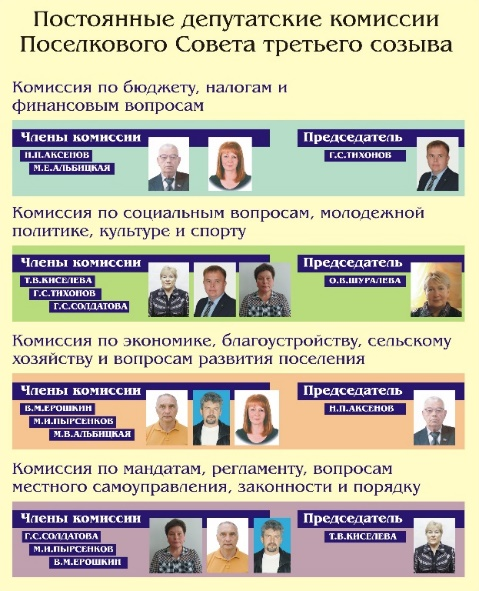 Постоянные депутатские комиссии
Поселкового Совета третьего созыва
Комиссия по бюджету, налогам и
финансовым вопросам
Члены комиссии
Н.П.АКСЕНОВ
М.Е.АЛЬБИЦКАЯ
Председатель
Г.С.ТИХОНОВ
Комиссия по социальным вопросам, молодежной
политике, культуре и спорту
Члены комиссии
Т.В.КИСЕЛЕВА
Г.С.ТИХОНОВ
Г.С.СОЛДАТОВА
Председатель
О.В.ШУРАЛЕВА
Комиссия по экономике, благоустройству, сельскому
хозяйству и вопросам развития поселения
Члены комиссии
В.М.ЕРОШКИН
М.И.ПЫРСЕНКОВ
М.В.АЛЬБИЦКАЯ
Председатель
Н.П.АКСЕНОВ
Комиссия по мандатам, регламенту, вопросам
местного самоуправления, законности и порядку
Члены комиссии
Г.С.СОЛДАТОВА
М.И.ПЫРСЕНКОВ
В.М.ЕРОШКИН
Председатель
Т.В.КИСЕЛЕВА